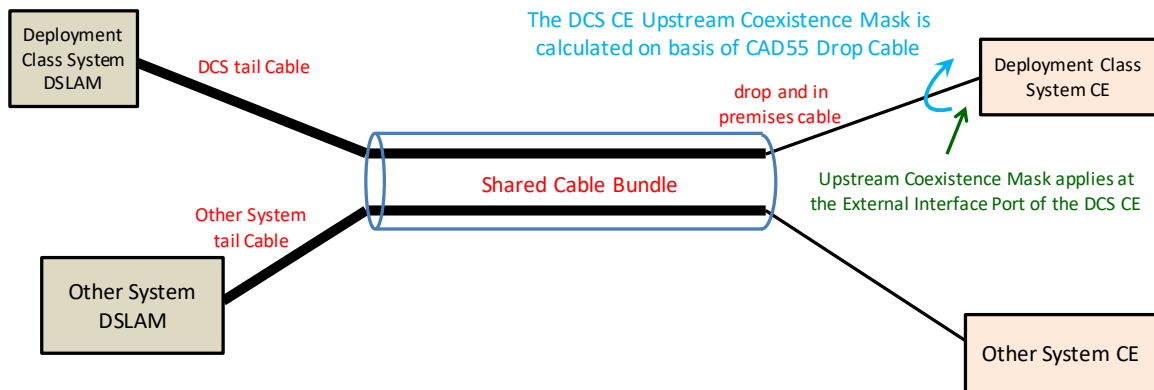 Deployment
Class System
DSLAM
DCS tail Cable
The DCS CE Upstream Coexistence Mask is
calculated on basis of CAD55 Drop Cable
drop and in
premises cable
Deployment Class
System CE
Shared Cable Bundle
Upstream Coexistence Mask applies at
the External Interface Port of the DCS CE
Other System
tail Cable
Other System
DSLAM
Other System CE